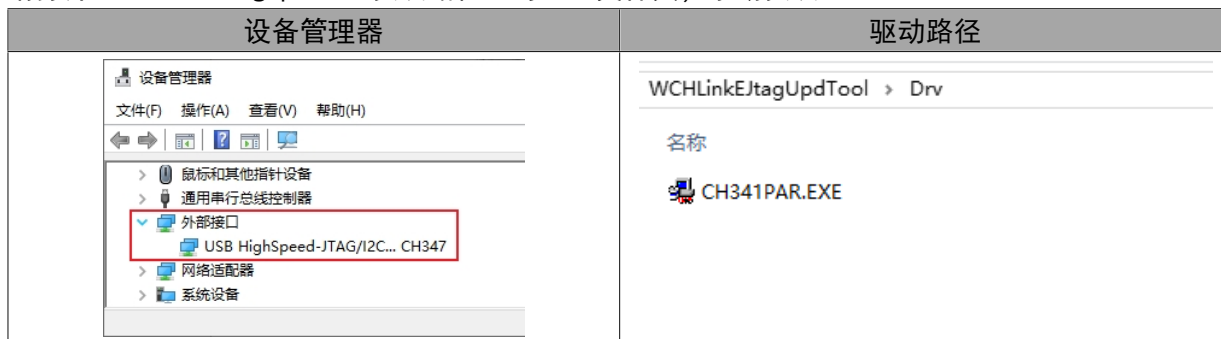 设备管理器
驱动路径
设备管理器
文件(F) 操作(A) 查看(V) 帮助(H)
鼠标和其他指针设备
通用串行总线控制器
外部接口
USB HighSpeed-JTAG/I2C... CH347
网络适配器
系统设备
WCHLinkEJtagUpdTool > Drv
名称
CH341PAR.EXE